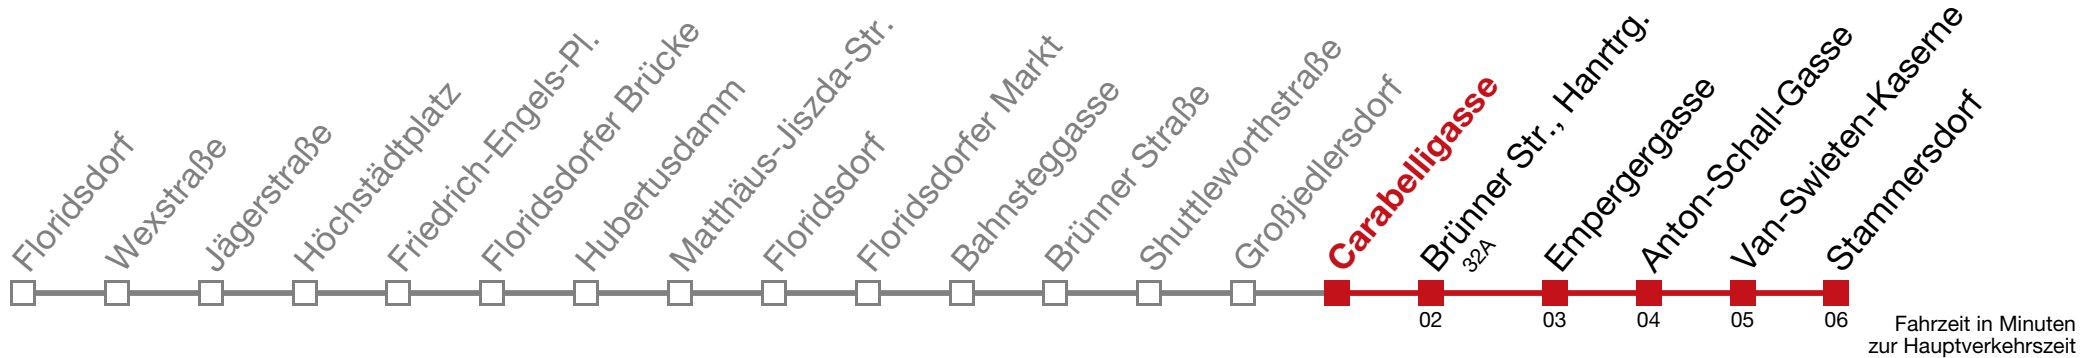 Floridsdorf
Wexstraße
Jägerstraße
Höchstädtplatz
Friedrich-Engels-Pl.
Floridsdorfer Brücke
Hubertusdamm
Matthäus-Jiszda-Str.
Floridsdorf
Floridsdorfer Markt
Bahnsteggasse
Brünner Straße
Shuttleworthstraße
Großjedlersdorf
Carabelligasse
Brünner Str., Hanrtrg.
32A
Empergergasse
Anton-Schall-Gasse
Van-Swieten-Kaserne
Stammersdorf
02 03 04 05 06
Fahrzeit in Minuten
zur Hauptverkehrszeit